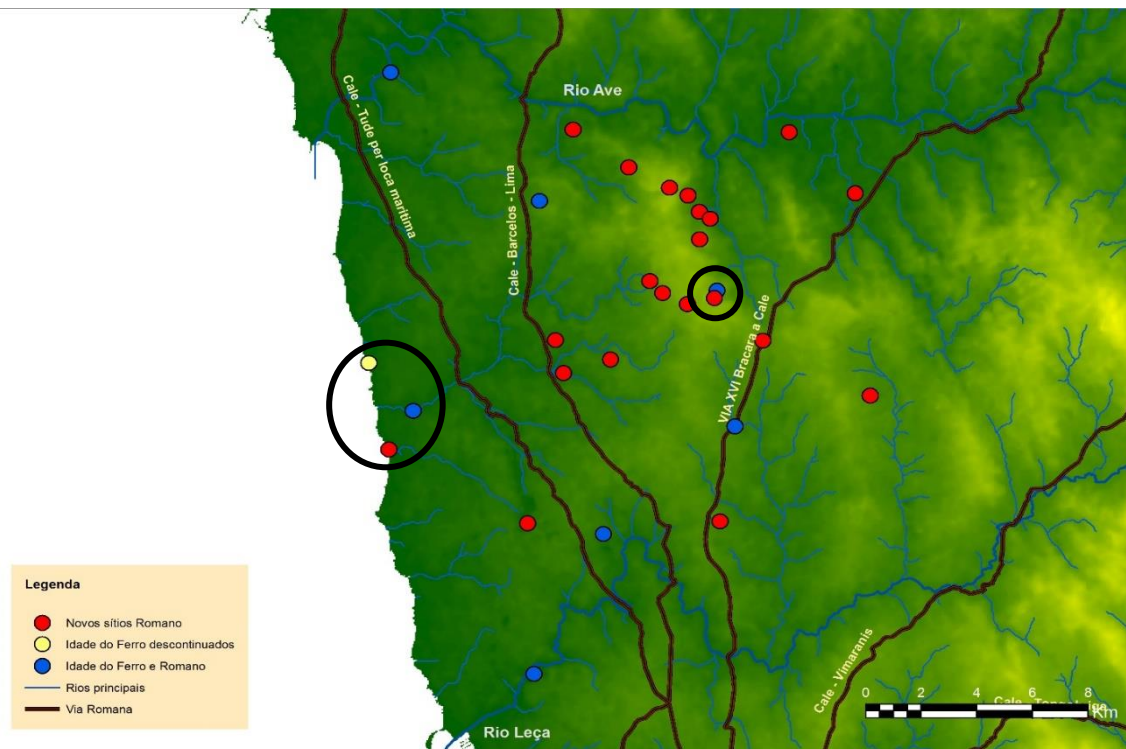 Rio Ave
Cale - Tude per loca maritima
Cale - Barcelos - Lima
VIA XVI Bracara a Cale
Cale - Vimaranis
Rio Leça
0 2 4 6 8
Km
Legenda
Novos sítios Romano
Idade do Ferro descontinuados
Idade do Ferro e Romano
Rios principais
Via Romana